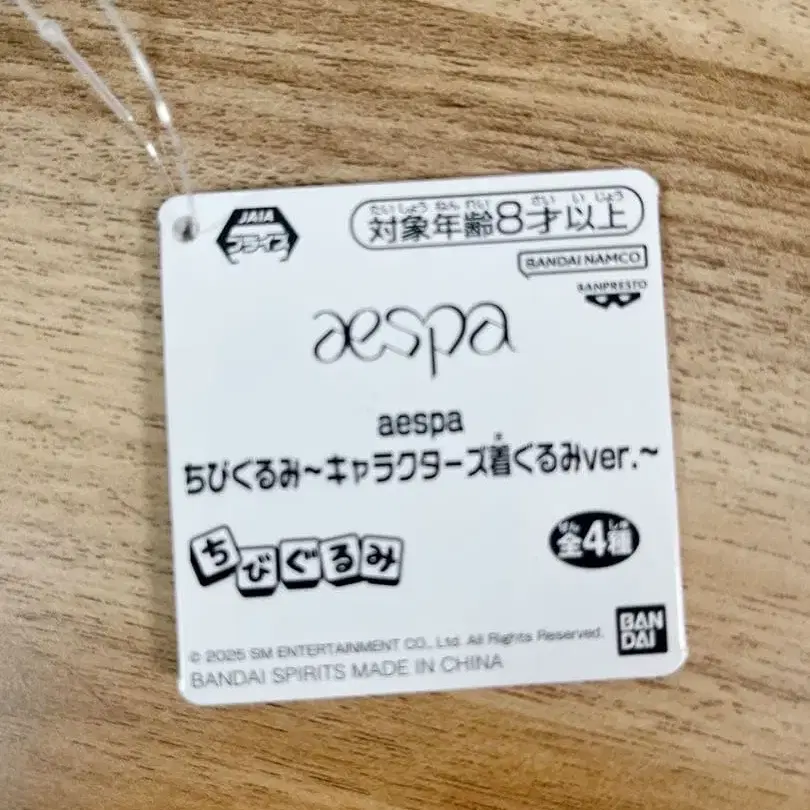 JAIA
プライズ
たいしょうねんれい さいいじょう
対象年齢8才以上
BANDAI NAMCO
BANPRESTO
aespa
aespa
き
ちびぐるみ～キャラクターズ着ぐるみver.～
ちびぐるみ
ぜん しゅ
全4種
© 2025 SM ENTERTAINMENT CO., Ltd. All Rights Reserved.
BANDAI SPIRITS MADE IN CHINA
BAN
DAI